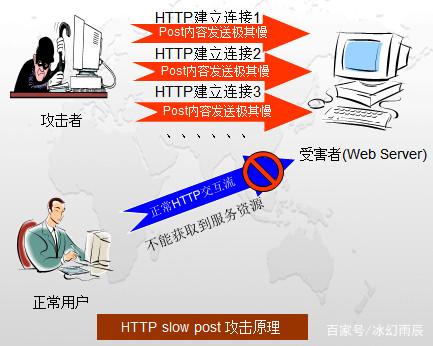 HTTP建立连接1
Post内容发送极其慢
HTTP建立连接2
Post内容发送极其慢
HTTP建立连接3
Post内容发送极其慢
、、、、、、
攻击者
受害者(Web Server)
正常HTTP交互流
不能获取到服务资源
正常用户
HTTP slow post 攻击原理
百家号/冰幻雨辰